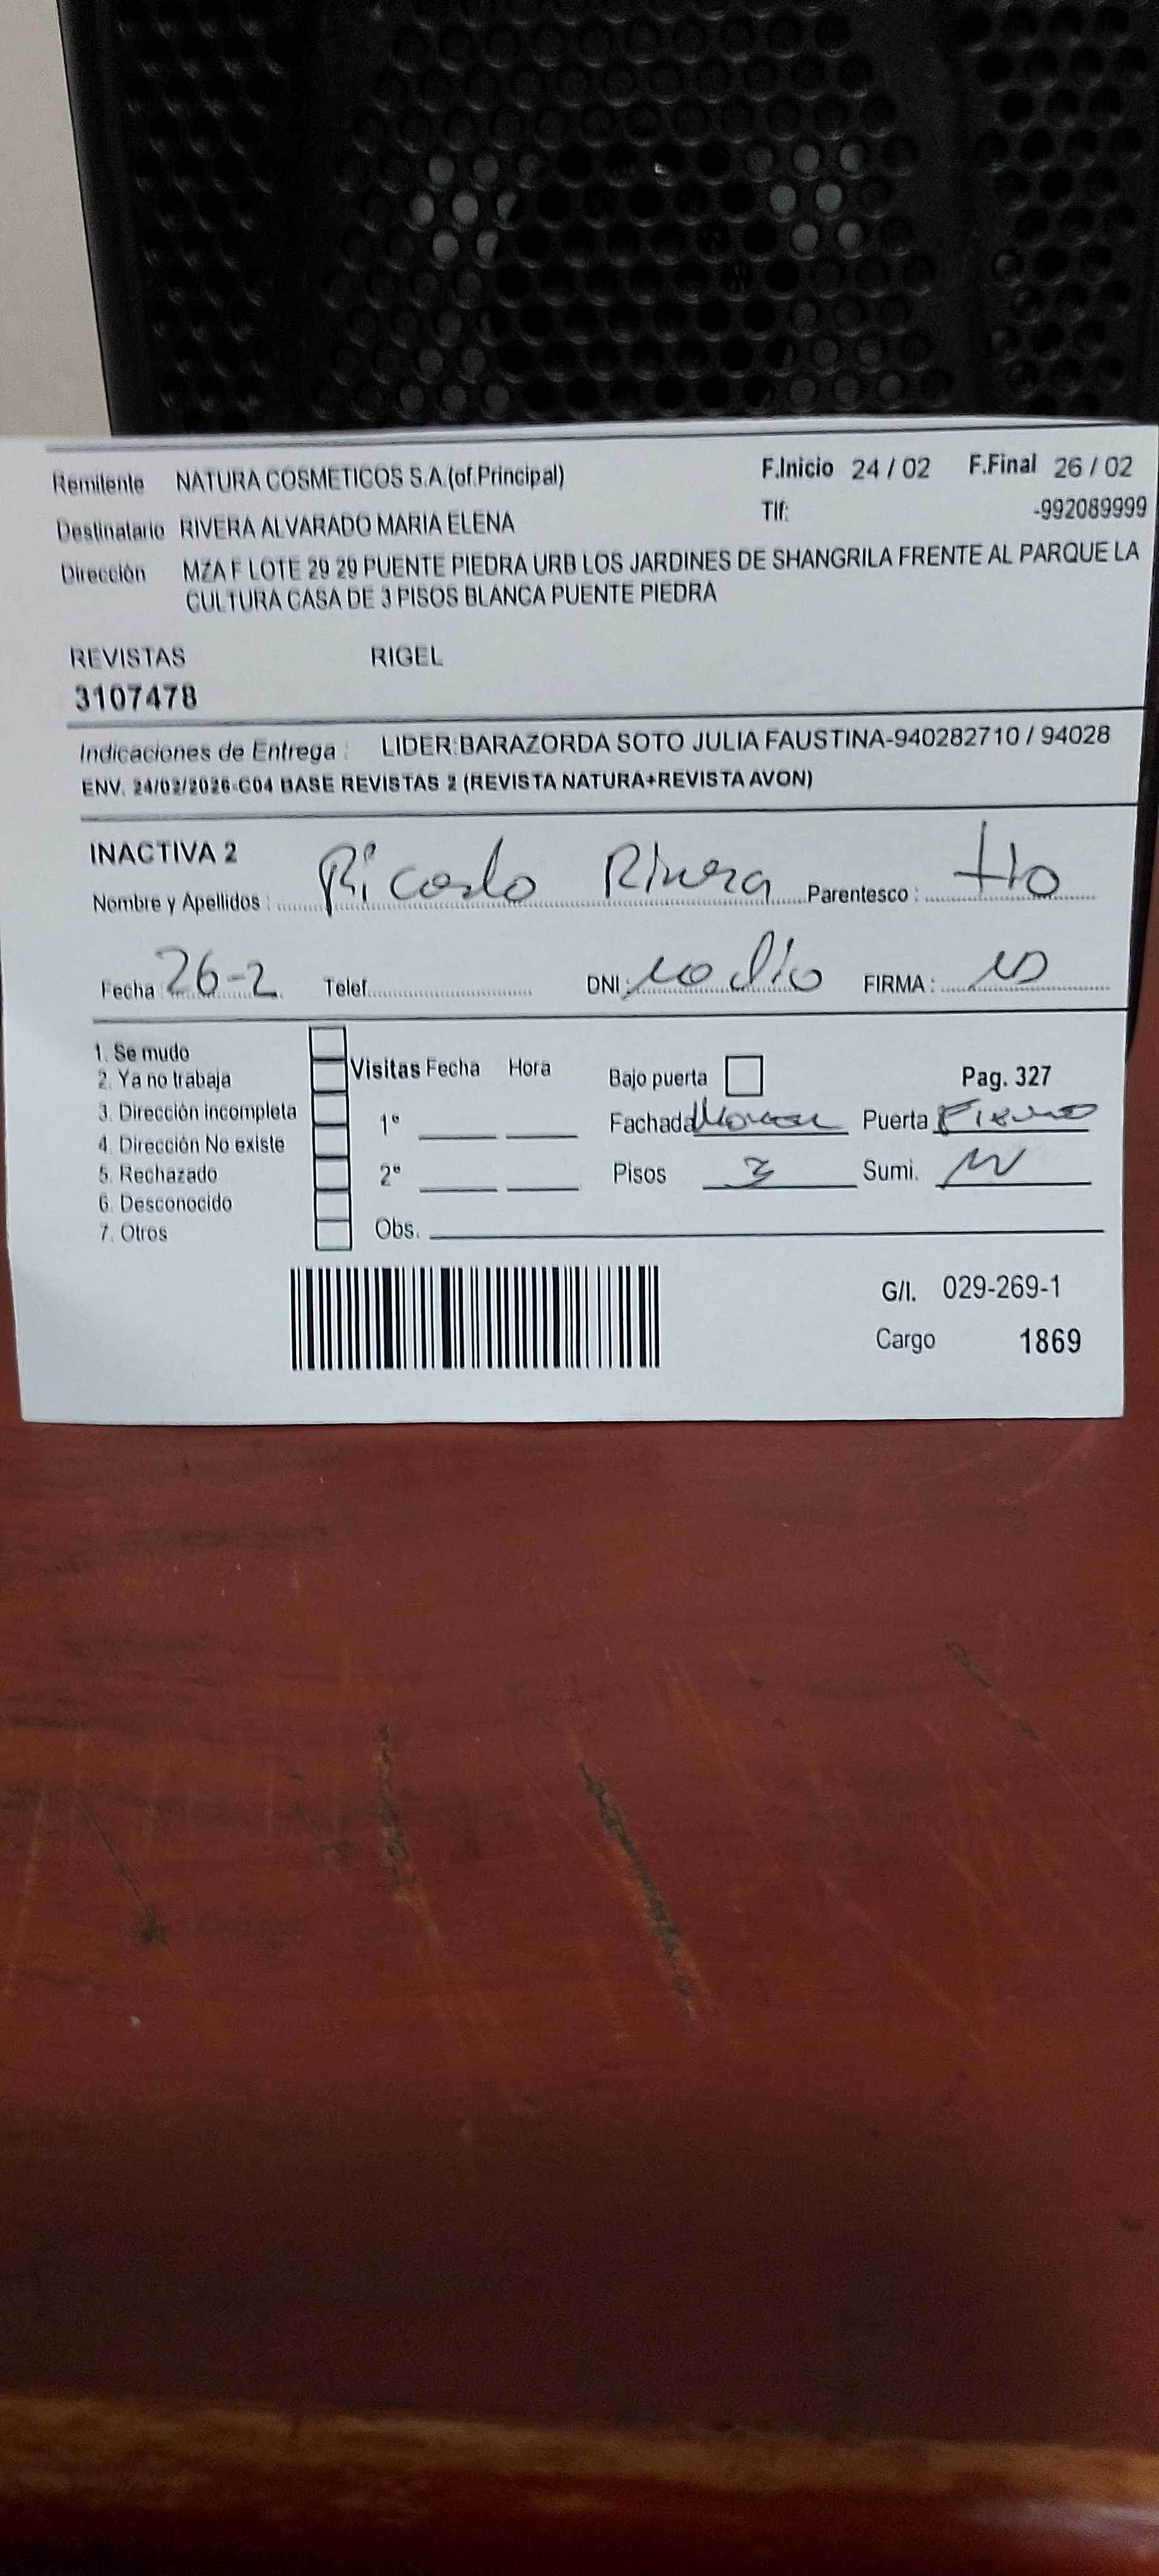 Remitente NATURA COSMETICOS S.A.(of.Principal) F.Inicio 24 / 02 F.Final 26 / 02
Destinatario RIVERA ALVARADO MARIA ELENA Tlf: -992089999
Dirección MZA F LOTE 29 29 PUENTE PIEDRA URB LOS JARDINES DE SHANGRILA FRENTE AL PARQUE LA
CULTURA CASA DE 3 PISOS BLANCA PUENTE PIEDRA
REVISTAS RIGEL
3107478
Indicaciones de Entrega : LIDER:BARAZORDA SOTO JULIA FAUSTINA-940282710 / 94028
ENV. 24/02/2026-C04 BASE REVISTAS 2 (REVISTA NATURA+REVISTA AVON)
INACTIVA 2
Nombre y Apellidos : Ricardo Rivera Parentesco : tio
Fecha : 26-2 Telef. DNI : no dio FIRMA : ND
1. Se mudo
2. Ya no trabaja
3. Dirección incompleta
4. Dirección No existe
5. Rechazado
6. Desconocido
7. Otros
Visitas Fecha Hora
1º
2º
Obs.
Bajo puerta Pag. 327
Fachada Puerta
Pisos 3 Sumi.
G/I. 029-269-1
Cargo 1869